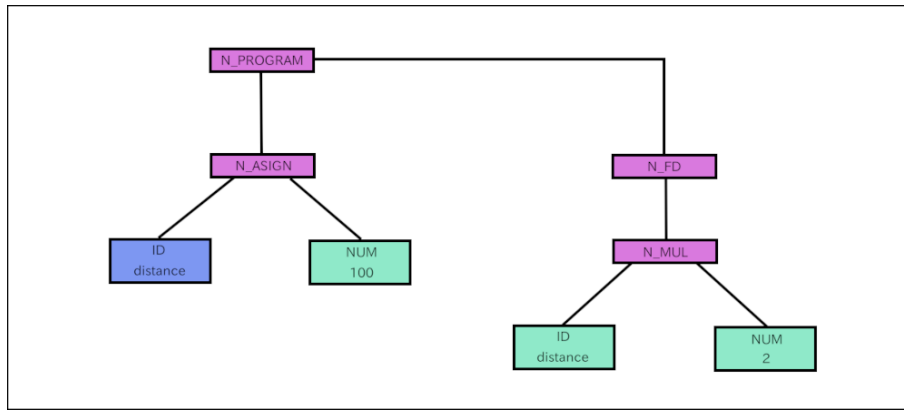 N_PROGRAM
N_ASIGN
N_FD
ID
distance
NUM
100
N_MUL
ID
distance
NUM
2